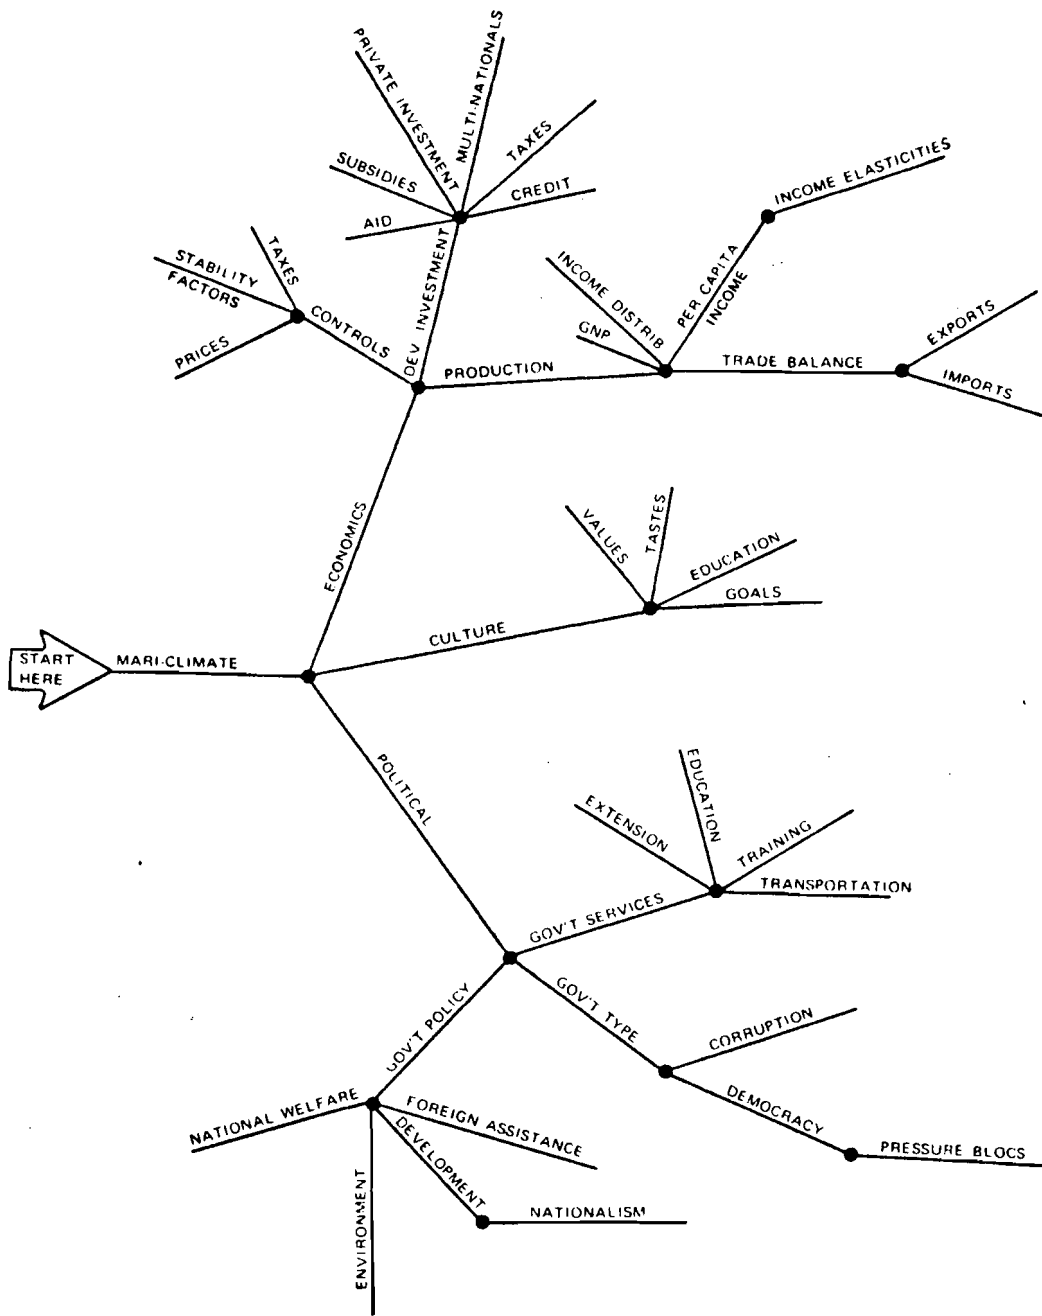 PRIVATE INVESTMENT
MULTI-NATIONALS
TAXES
SUBSIDIES
CREDIT
AID
INCOME ELASTICITIES
TAXES
STABILITY
FACTORS
CONTROLS
PRICES
DEV INVESTMENT
INCOME DISTRIB
GNP
PER CAPITA
INCOME
EXPORTS
PRODUCTION
TRADE BALANCE
IMPORTS
ECONOMICS
VALUES
TASTES
EDUCATION
GOALS
CULTURE
START
HERE
MARI-CLIMATE
POLITICAL
EXTENSION
EDUCATION
TRAINING
TRANSPORTATION
GOV'T SERVICES
GOV'T POLICY
GOV'T TYPE
CORRUPTION
DEMOCRACY
PRESSURE BLOCS
NATIONAL WELFARE
FOREIGN ASSISTANCE
DEVELOPMENT
ENVIRONMENT
NATIONALISM